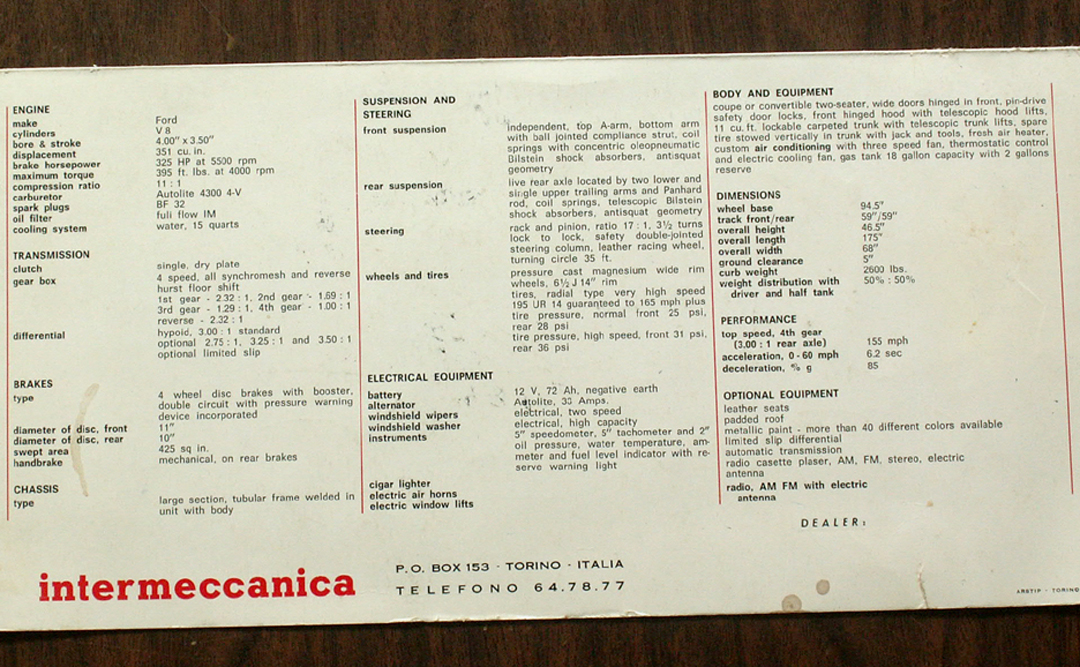 ENGINE
make Ford
cylinders V 8
bore & stroke 4.00" x 3.50"
displacement 351 cu. in.
brake horsepower 325 HP at 5500 rpm
maximum torque 395 ft. lbs. at 4000 rpm
compression ratio 11 : 1
carburetor Autolite 4300 4-V
spark plugs BF 32
oil filter full flow IM
cooling system water, 15 quarts
TRANSMISSION
clutch single, dry plate
gear box 4 speed, all synchromesh and reverse
hurst floor shift
1st gear - 2.32 : 1, 2nd gear - 1.69 : 1
3rd gear - 1.29 : 1, 4th gear - 1.00 : 1
reverse - 2.32 : 1
differential hypoid, 3.00 : 1 standard
optional 2.75 : 1, 3.25 : 1 and 3.50 : 1
optional limited slip
BRAKES
type 4 wheel disc brakes with booster,
double circuit with pressure warning
device incorporated
diameter of disc, front 11"
diameter of disc, rear 10"
swept area 425 sq in.
handbrake mechanical, on rear brakes
CHASSIS
type large section, tubular frame welded in
unit with body
SUSPENSION AND
STEERING
front suspension independent, top A-arm, bottom arm
with ball jointed compliance strut, coil
springs with concentric oleopneumatic
Bilstein shock absorbers, antisquat
geometry
rear suspension live rear axle located by two lower and
single upper trailing arms and Panhard
rod, coil springs, telescopic Bilstein
shock absorbers, antisquat geometry
steering rack and pinion, ratio 17 : 1, 3½ turns
lock to lock, safety double-jointed
steering column, leather racing wheel,
turning circle 35 ft.
wheels and tires pressure cast magnesium wide rim
wheels, 6½ J 14" rim
tires, radial type very high speed
195 UR 14 guaranteed to 165 mph plus
tire pressure, normal front 25 psi,
rear 28 psi
tire pressure, high speed, front 31 psi,
rear 36 psi
ELECTRICAL EQUIPMENT
battery 12 V, 72 Ah, negative earth
alternator Autolite, 35 Amps.
windshield wipers electrical, two speed
windshield washer electrical, high capacity
instruments 5" speedometer, 5" tachometer and 2"
oil pressure, water temperature, am-
meter and fuel level indicator with re-
serve warning light
cigar lighter
electric air horns
electric window lifts
BODY AND EQUIPMENT
coupe or convertible two-seater, wide doors hinged in front, pin-drive
safety door locks, front hinged hood with telescopic hood lifts,
11 cu. ft. lockable carpeted trunk with telescopic trunk lifts, spare
tire stowed vertically in trunk with jack and tools, fresh air heater,
custom air conditioning with three speed fan, thermostatic control
and electric cooling fan, gas tank 18 gallon capacity with 2 gallons
reserve
DIMENSIONS
wheel base 94.5"
track front/rear 59"/59"
overall height 46.5"
overall length 175"
overall width 68"
ground clearance 5"
curb weight 2600 lbs.
weight distribution with 50% : 50%
driver and half tank
PERFORMANCE
top speed, 4th gear
(3.00 : 1 rear axle) 155 mph
acceleration, 0-60 mph 6.2 sec
deceleration, % g 85
OPTIONAL EQUIPMENT
leather seats
padded roof
metallic paint - more than 40 different colors available
limited slip differential
automatic transmission
radio casette plaser, AM, FM, stereo, electric
antenna
radio, AM FM with electric
antenna
DEALER:
intermeccanica
P.O. BOX 153 - TORINO - ITALIA
TELEFONO 64.78.77
ARSTIP - TORINO